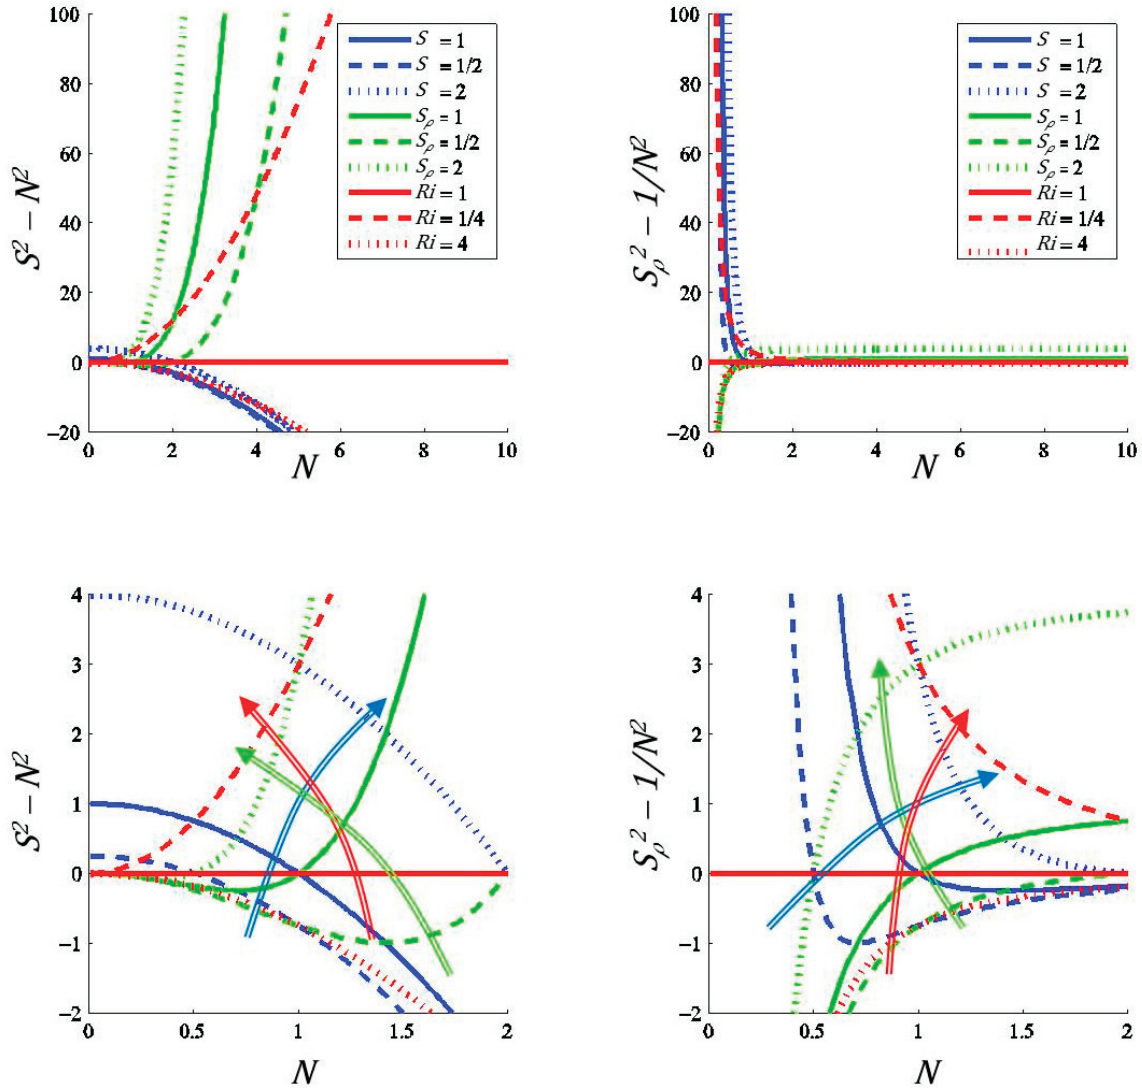 100
80
60
40
20
0
−20
0
2
4
6
8
10
N
S² − N²
S = 1
S = 1/2
S = 2
Sρ = 1
Sρ = 1/2
Sρ = 2
Ri = 1
Ri = 1/4
Ri = 4
100
80
60
40
20
0
−20
0
2
4
6
8
10
N
Sρ² − 1/N²
S = 1
S = 1/2
S = 2
Sρ = 1
Sρ = 1/2
Sρ = 2
Ri = 1
Ri = 1/4
Ri = 4
4
3
2
1
0
−1
−2
0
0.5
1
1.5
2
N
S² − N²
4
3
2
1
0
−1
−2
0
0.5
1
1.5
2
N
Sρ² − 1/N²